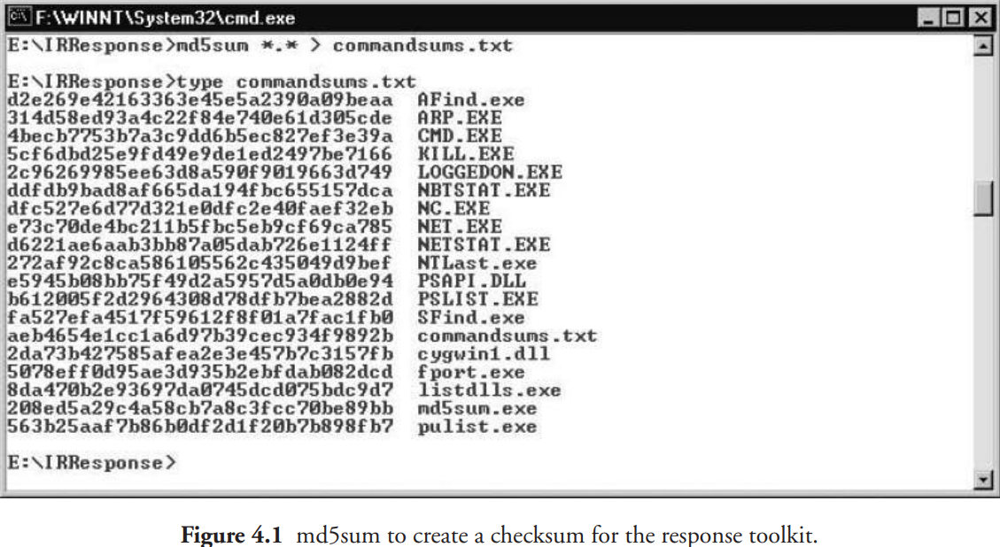 F:\WINNT\System32\cmd.exe
E:\IRResponse>md5sum *.* > commandsums.txt
E:\IRResponse>type commandsums.txt
d2e269e42163363e45e5a2390a09beaa  AFind.exe
314d58ed93a4c22f84e740e61d305cde  ARP.EXE
4becb7753b7a3c9dd6b5ec827ef3e39a  CMD.EXE
5cf6dbd25e9fd49e9de1ed2497be7166  KILL.EXE
2c96269985ee63d8a590f9019663d749  LOGGEDON.EXE
ddfdb9bad8af665da194fbc655157dca  NBTSTAT.EXE
dfc527e6d77d321e0dfc2e40faef32eb  NC.EXE
e73c70de4bc211b5fbc5eb9cf69ca785  NET.EXE
d6221ae6aab3bb87a05dab726e1124ff  NETSTAT.EXE
272af92c8ca586105562c435049d9bef  NTLast.exe
e5945b08bb75f49d2a5957d5a0db0e94  PSAPI.DLL
b612005f2d2964308d78dfb7bea2882d  PSLIST.EXE
fa527efa4517f59612f8f01a7fac1fb0  SFind.exe
aeb4654e1cc1a6d97b39cec934f9892b  commandsums.txt
2da73b427585afea2e3e457b7c3157fb  cygwin1.dll
5078eff0d95ae3d935b2ebfdab082dcd  fport.exe
8da470b2e93697da0745dcd075bdc9d7  listdlls.exe
208ed5a29c4a58cb7a8c3fcc70be89bb  md5sum.exe
563b25aaf7b86b0df2d1f20b7b898fb7  pulist.exe
E:\IRResponse>
Figure 4.1 md5sum to create a checksum for the response toolkit.